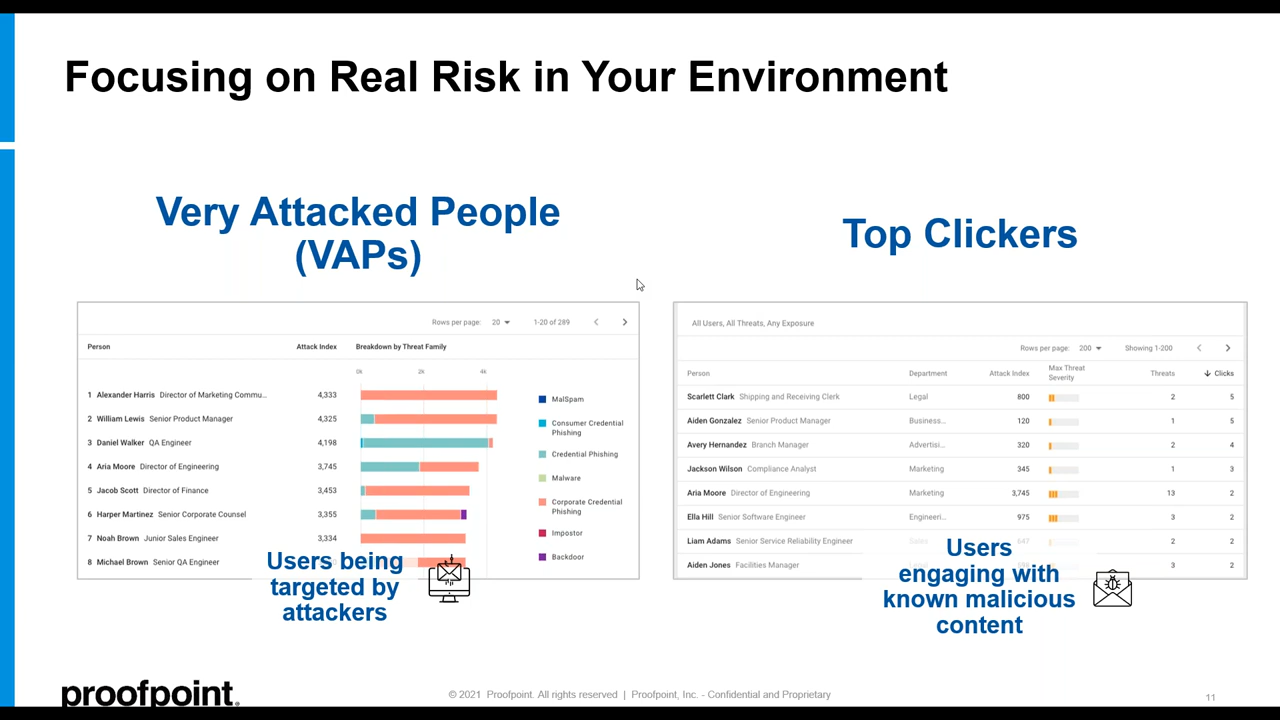 Focusing on Real Risk in Your Environment
Very Attacked People
(VAPs)
Rows per page: 20
1-20 of 289
Person
Attack Index
Breakdown by Threat Family
0k
2k
4k
1 Alexander Harris Director of Marketing Commu... 4,333
2 William Lewis Senior Product Manager 4,325
3 Daniel Walker QA Engineer 4,198
4 Aria Moore Director of Engineering 3,745
5 Jacob Scott Director of Finance 3,453
6 Harper Martinez Senior Corporate Counsel 3,355
7 Noah Brown Junior Sales Engineer 3,334
8 Michael Brown Senior QA Engineer
MalSpam
Consumer Credential
Phishing
Credential Phishing
Malware
Corporate Credential
Phishing
Impostor
Backdoor
Users being
targeted by
attackers
Top Clickers
All Users, All Threats, Any Exposure
Rows per page: 200
Showing 1-200
Person
Department
Attack Index
Max Threat
Severity
Threats
Clicks
Scarlett Clark Shipping and Receiving Clerk Legal 800 2 5
Aiden Gonzalez Senior Product Manager Business... 120 1 5
Avery Hernandez Branch Manager Advertisi... 320 2 4
Jackson Wilson Compliance Analyst Marketing 345 1 3
Aria Moore Director of Engineering Marketing 3,745 13 2
Ella Hill Senior Software Engineer Engineeri... 975 3 2
Liam Adams Senior Service Reliability Engineer Sales 647 2 2
Aiden Jones Facilities Manager 3 2
Users
engaging with
known malicious
content
proofpoint.
© 2021 Proofpoint. All rights reserved | Proofpoint, Inc. - Confidential and Proprietary
11